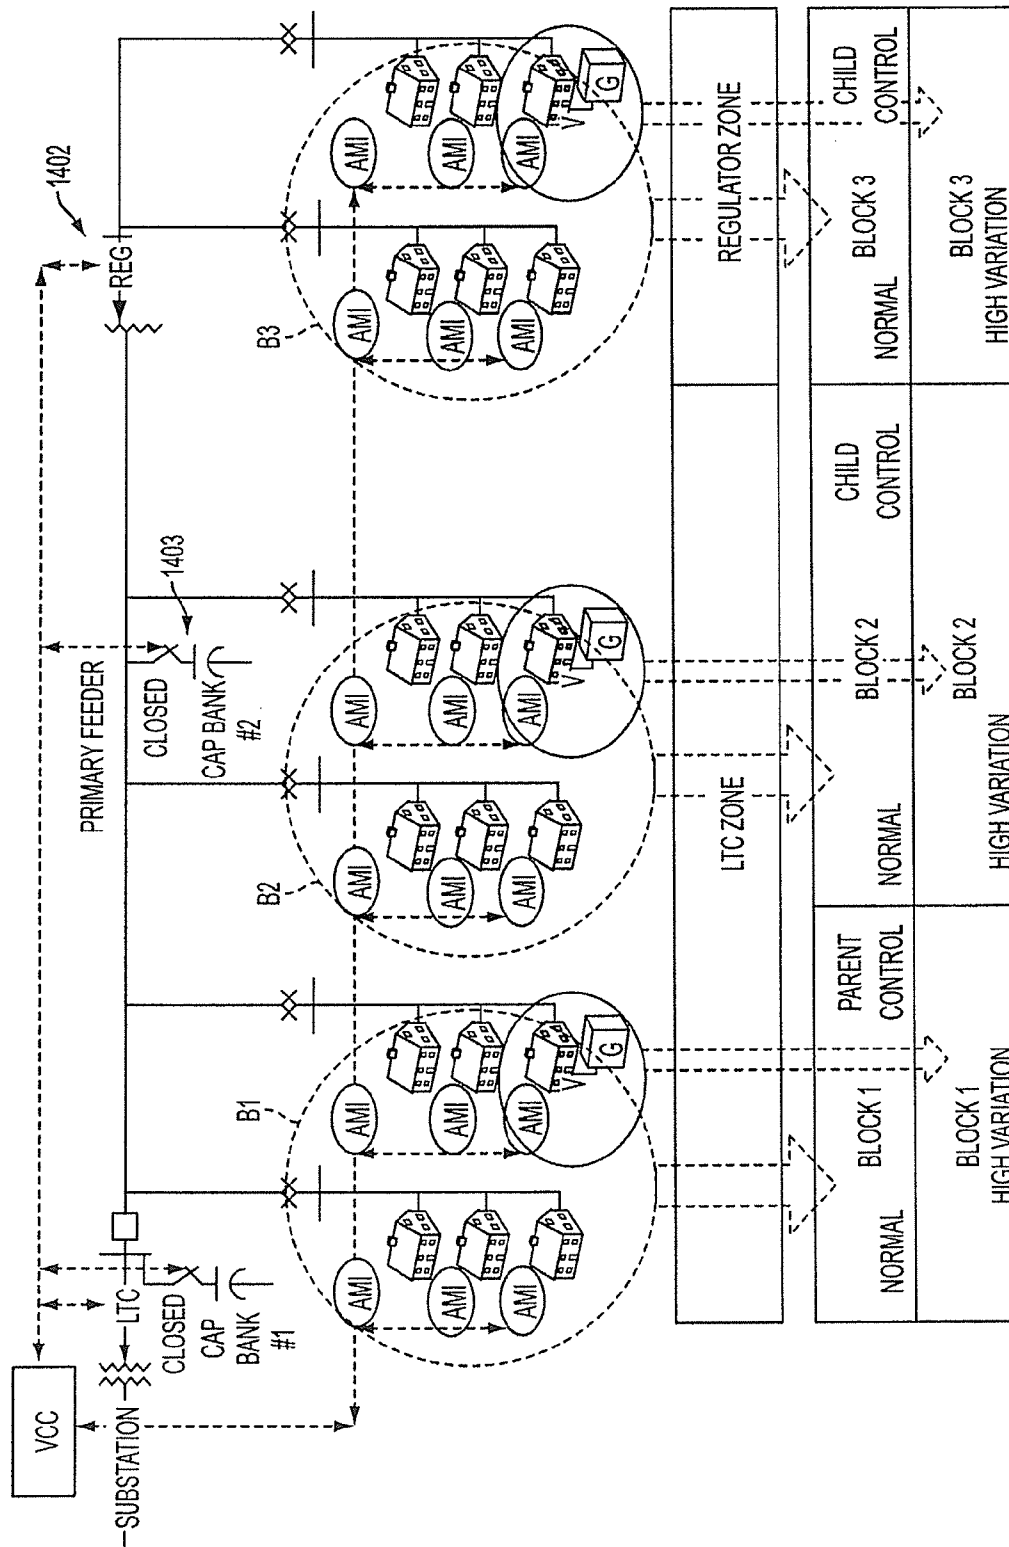 VCC
SUBSTATION
LTC
CLOSED
CAP
BANK
#1
PRIMARY FEEDER
CLOSED
CAP BANK
#2
1403
REG
1402
B1
B2
B3
AMI
AMI
AMI
AMI
AMI
AMI
V
G
AMI
AMI
AMI
AMI
AMI
AMI
V
G
AMI
AMI
AMI
AMI
AMI
AMI
V
G
LTC ZONE
REGULATOR ZONE
NORMAL
BLOCK 1
PARENT
CONTROL
NORMAL
BLOCK 2
CHILD
CONTROL
NORMAL
BLOCK 3
CHILD
CONTROL
BLOCK 1
HIGH VARIATION
BLOCK 2
HIGH VARIATION
BLOCK 3
HIGH VARIATION